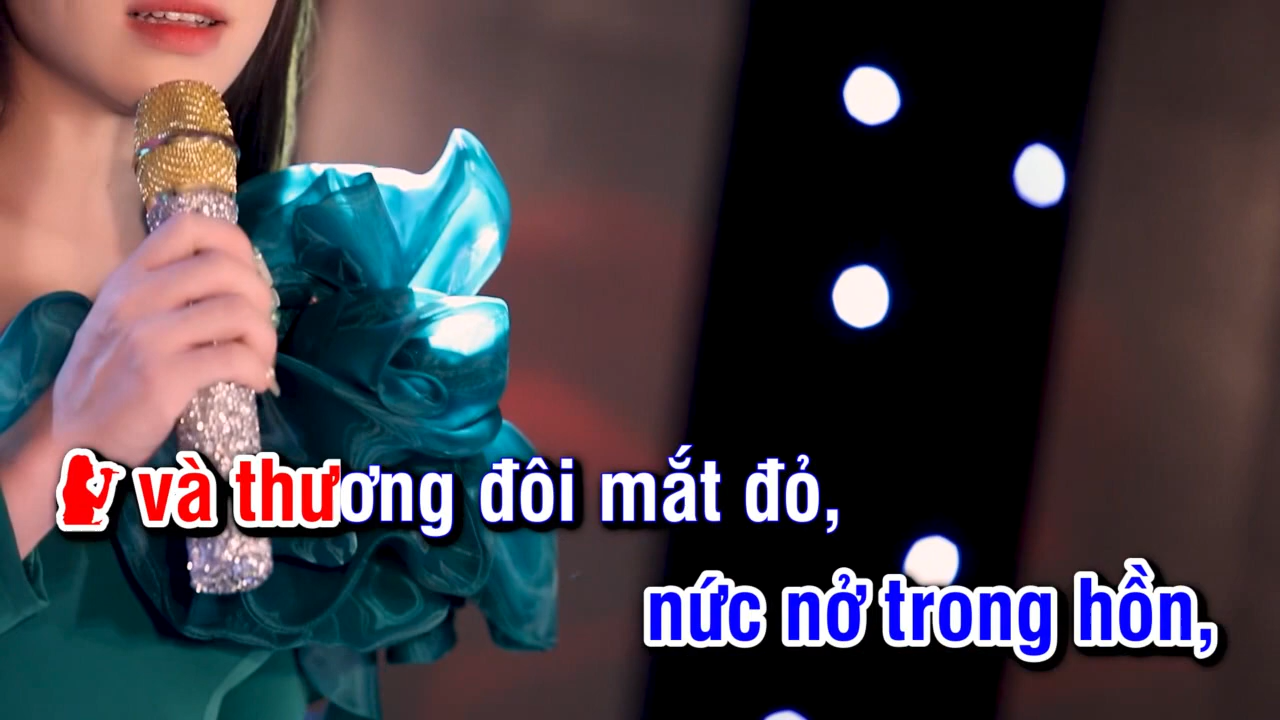 và thương đôi mắt đỏ,
nức nở trong hồn,